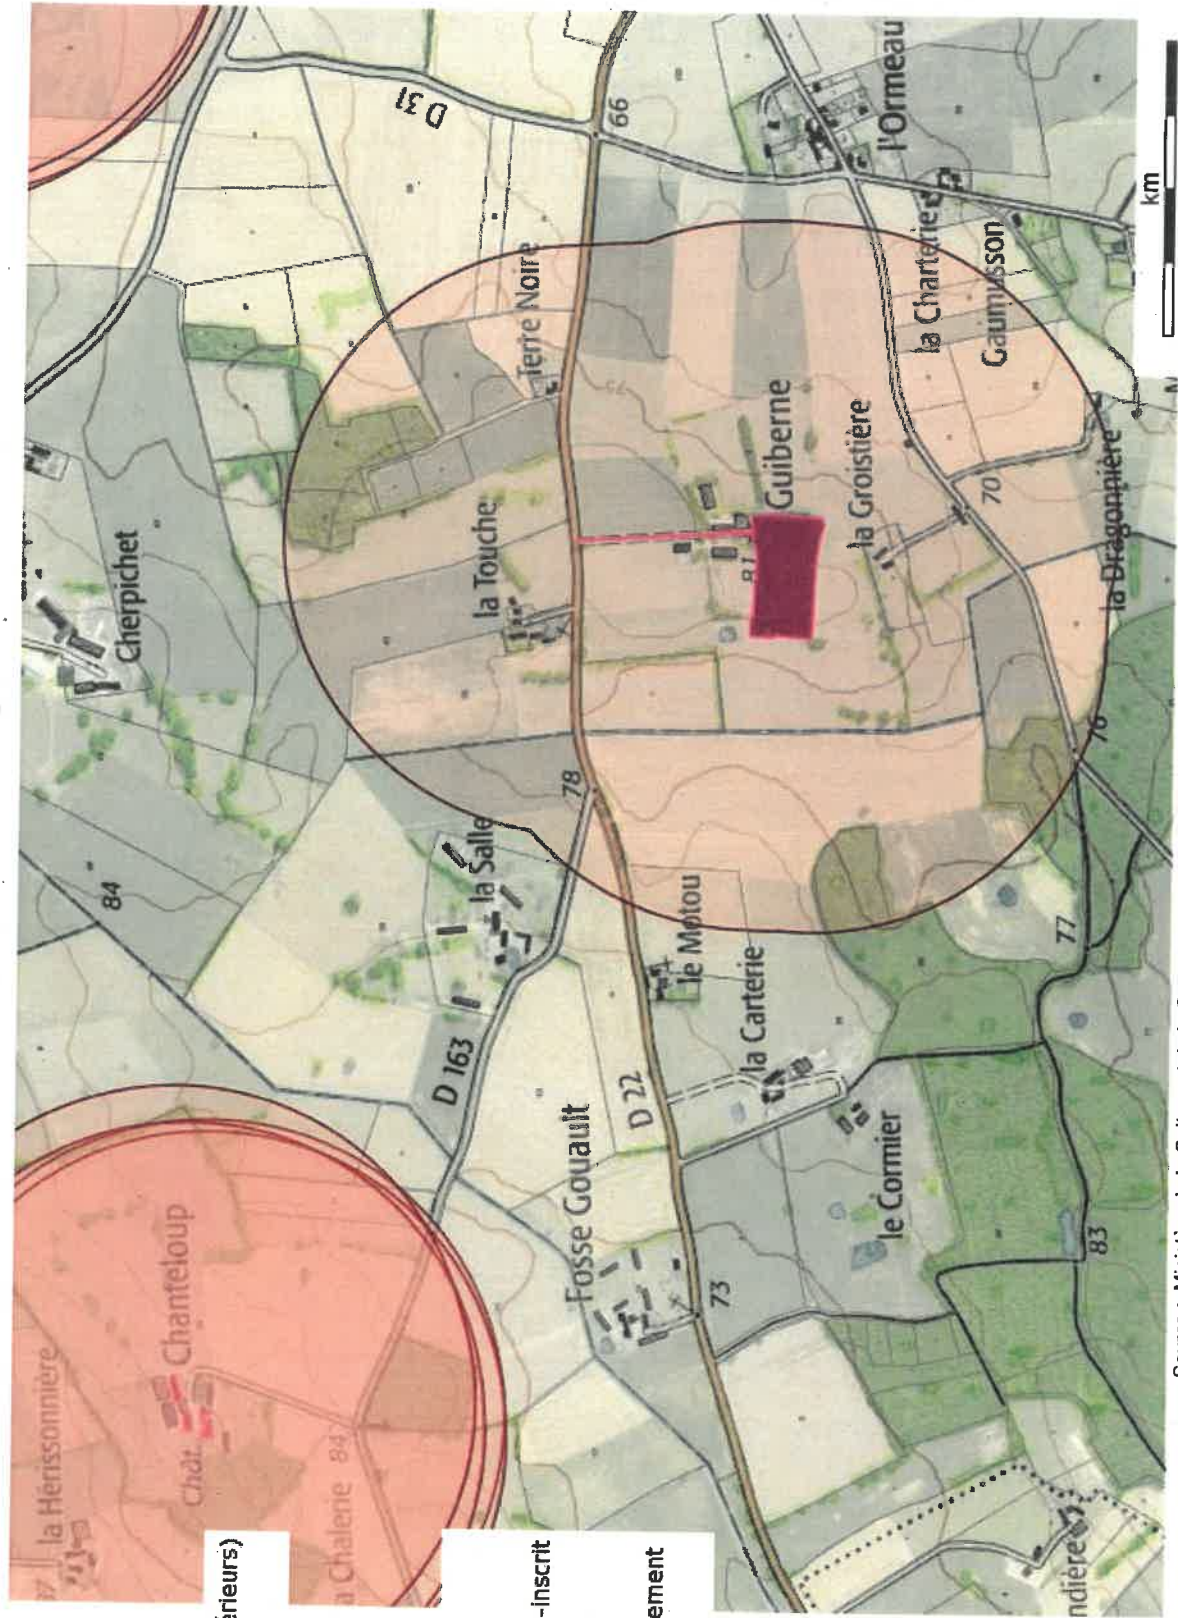 la Hérissonnière
Chât.
Chanteloup
la Chalerie
84
érieurs)
-inscrit
ement
Cherpichet
84
D 163
la Salle
78
la Touche
Terre Noire
D 31
66
l'Ormeau
Fosse Gouault
D 22
73
le Motou
la Carterie
le Cormier
81
Guiberne
la Groistière
la Charterie
Gaumusson
70
la Dragonnière
76
77
83
ndière
km